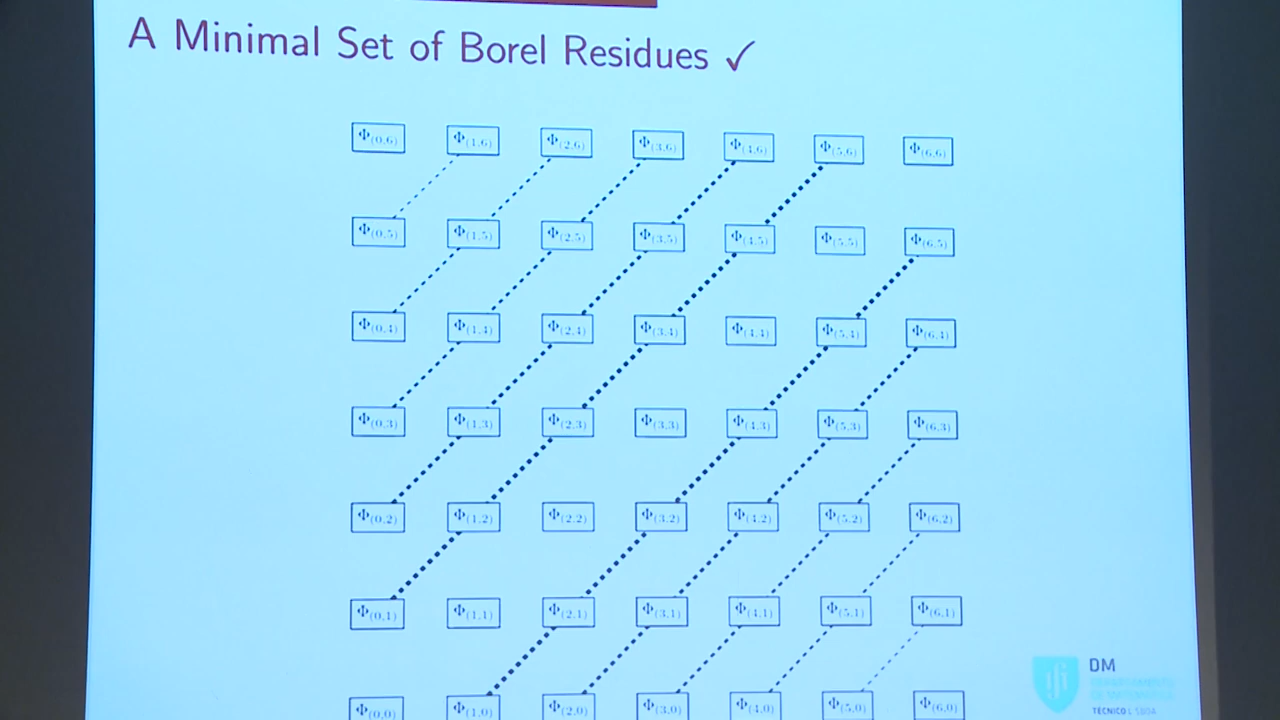 A Minimal Set of Borel Residues ✓
Φ(0,6) Φ(1,6) Φ(2,6) Φ(3,6) Φ(4,6) Φ(5,6) Φ(6,6)
Φ(0,5) Φ(1,5) Φ(2,5) Φ(3,5) Φ(4,5) Φ(5,5) Φ(6,5)
Φ(0,4) Φ(1,4) Φ(2,4) Φ(3,4) Φ(4,4) Φ(5,4) Φ(6,4)
Φ(0,3) Φ(1,3) Φ(2,3) Φ(3,3) Φ(4,3) Φ(5,3) Φ(6,3)
Φ(0,2) Φ(1,2) Φ(2,2) Φ(3,2) Φ(4,2) Φ(5,2) Φ(6,2)
Φ(0,1) Φ(1,1) Φ(2,1) Φ(3,1) Φ(4,1) Φ(5,1) Φ(6,1)
Φ(0,0) Φ(1,0) Φ(2,0) Φ(3,0) Φ(4,0) Φ(5,0) Φ(6,0)
DM
DEPARTAMENTO
DE MATEMÁTICA
TÉCNICO LISBOA